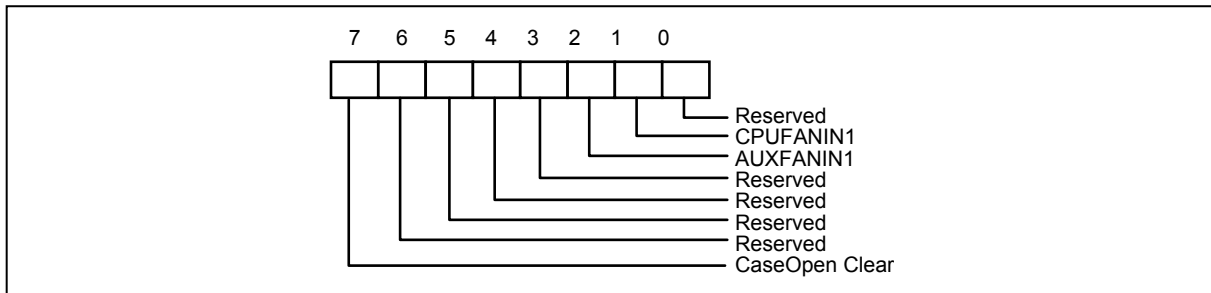 7 6 5 4 3 2 1 0
Reserved
CPUFANIN1
AUXFANIN1
Reserved
Reserved
Reserved
Reserved
CaseOpen Clear